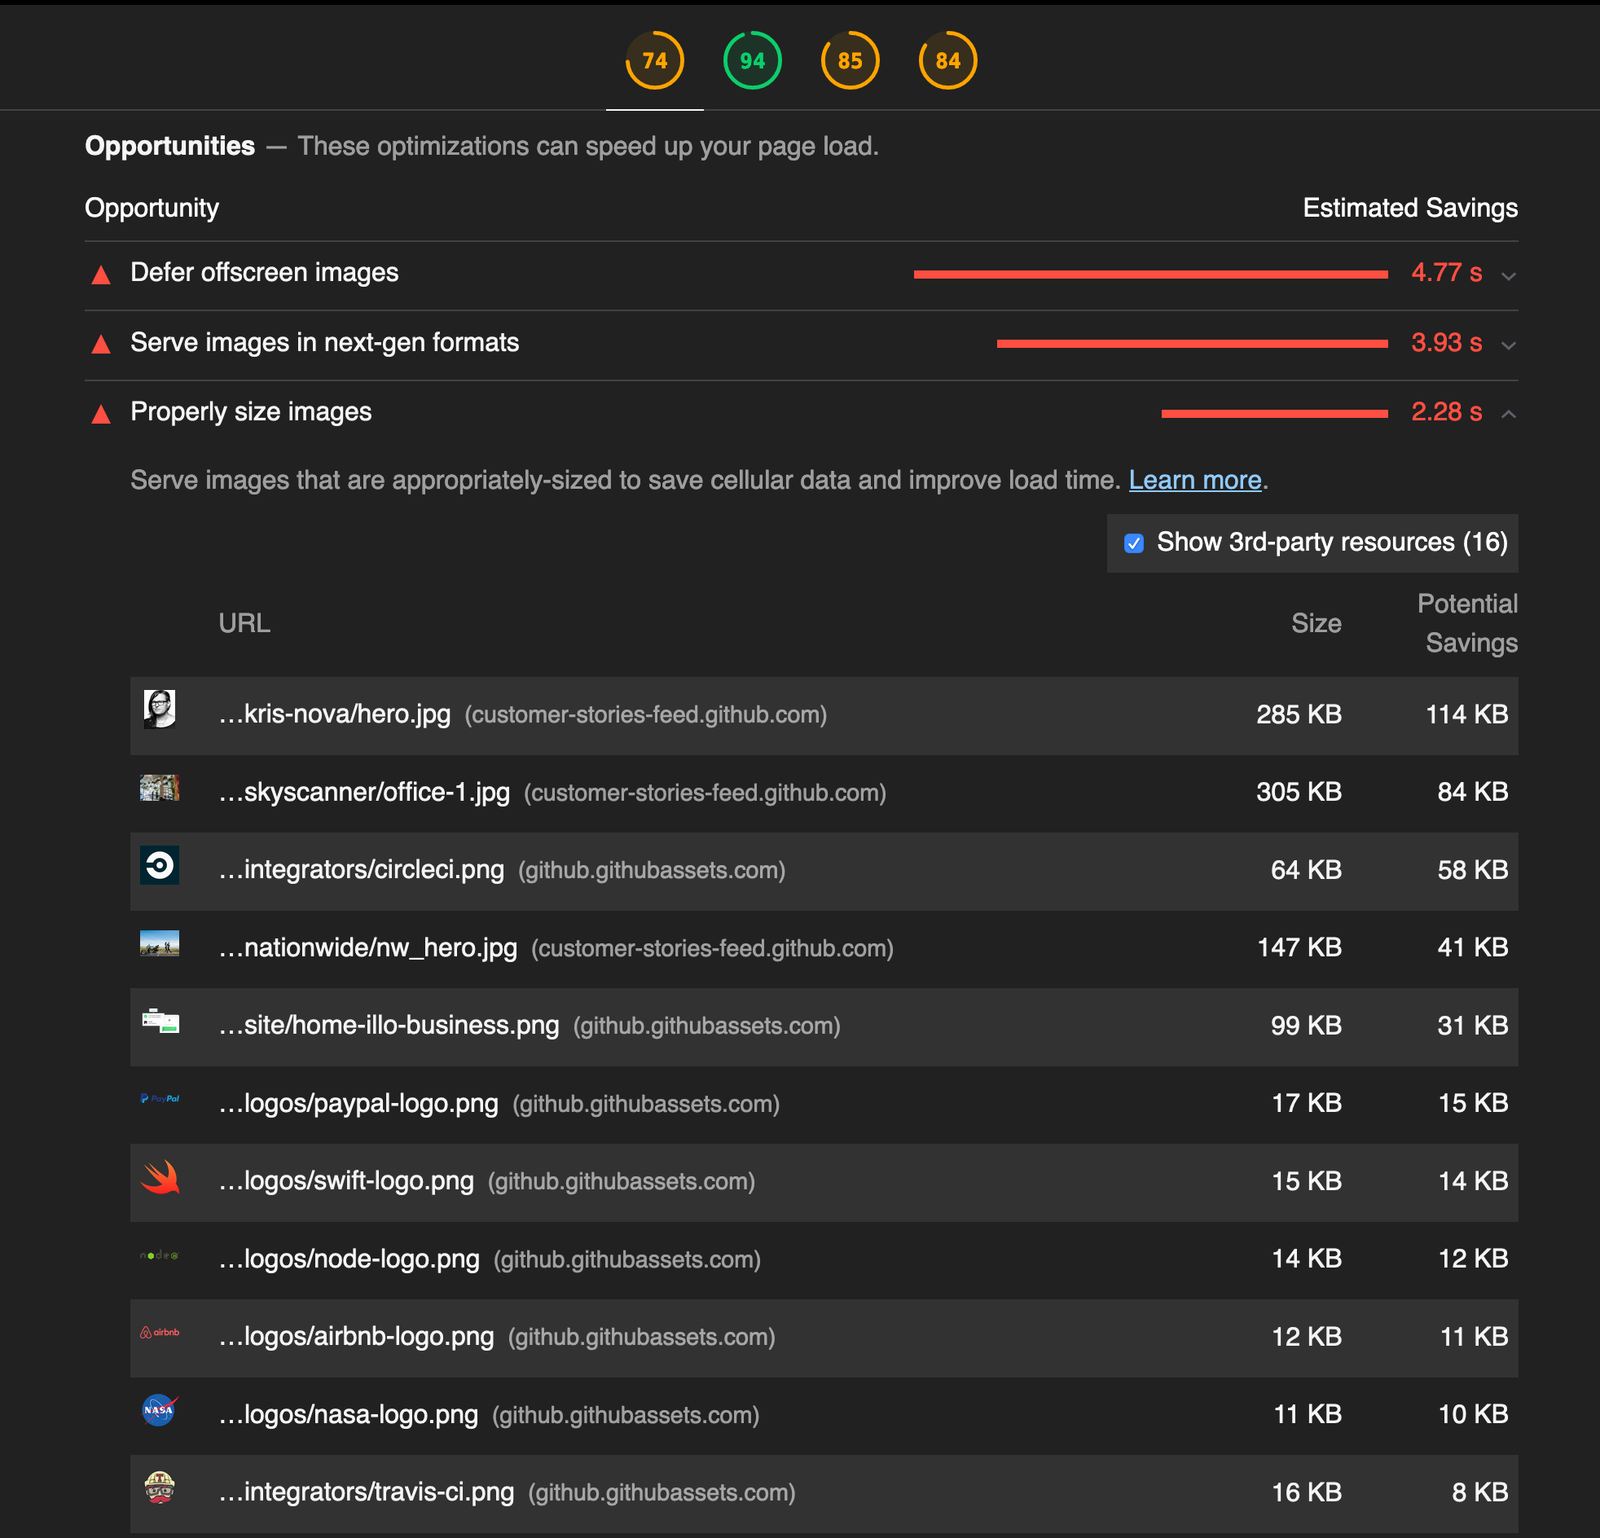 74 94 85 84
Opportunities — These optimizations can speed up your page load.
Opportunity Estimated Savings
Defer offscreen images 4.77 s
Serve images in next-gen formats 3.93 s
Properly size images 2.28 s
Serve images that are appropriately-sized to save cellular data and improve load time. Learn more.
Show 3rd-party resources (16)
URL Size Potential Savings
…kris-nova/hero.jpg (customer-stories-feed.github.com) 285 KB 114 KB
…skyscanner/office-1.jpg (customer-stories-feed.github.com) 305 KB 84 KB
…integrators/circleci.png (github.githubassets.com) 64 KB 58 KB
…nationwide/nw_hero.jpg (customer-stories-feed.github.com) 147 KB 41 KB
…site/home-illo-business.png (github.githubassets.com) 99 KB 31 KB
PayPal …logos/paypal-logo.png (github.githubassets.com) 17 KB 15 KB
…logos/swift-logo.png (github.githubassets.com) 15 KB 14 KB
node …logos/node-logo.png (github.githubassets.com) 14 KB 12 KB
airbnb …logos/airbnb-logo.png (github.githubassets.com) 12 KB 11 KB
NASA …logos/nasa-logo.png (github.githubassets.com) 11 KB 10 KB
…integrators/travis-ci.png (github.githubassets.com) 16 KB 8 KB